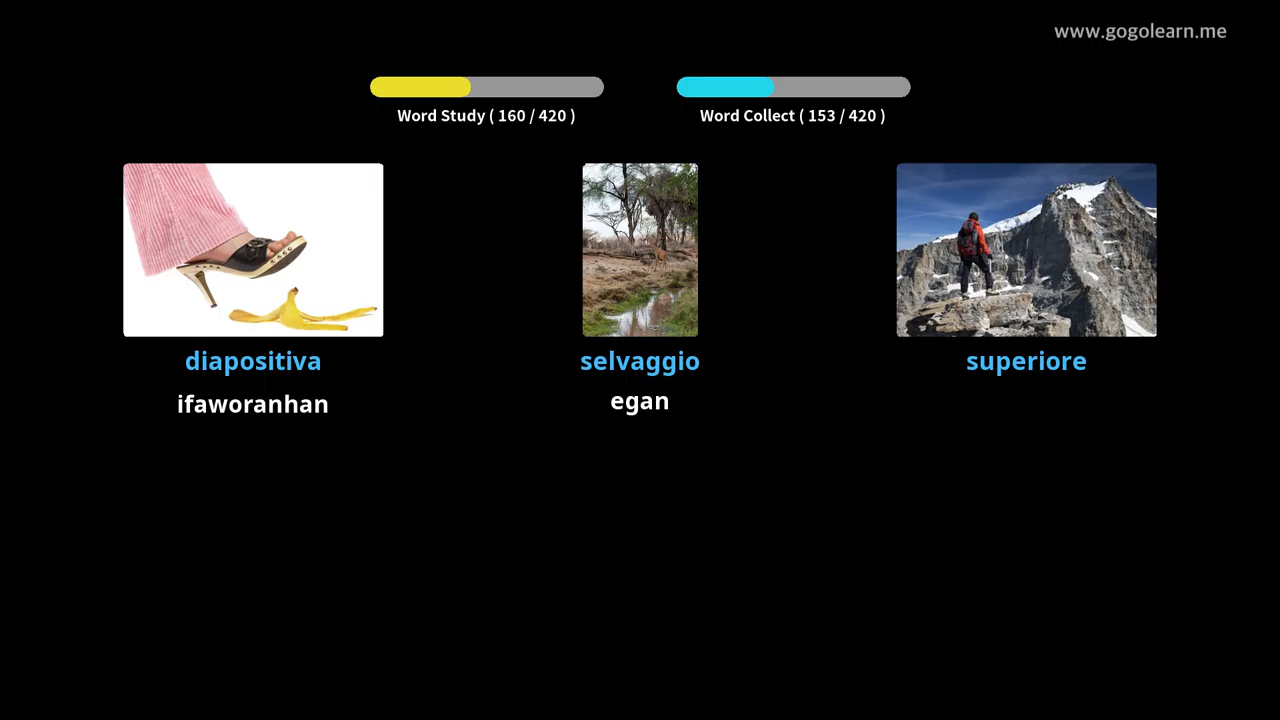 www.gogolearn.me
Word Study ( 160 / 420 )
Word Collect ( 153 / 420 )
diapositiva
selvaggio
superiore
ifaworanhan
egan